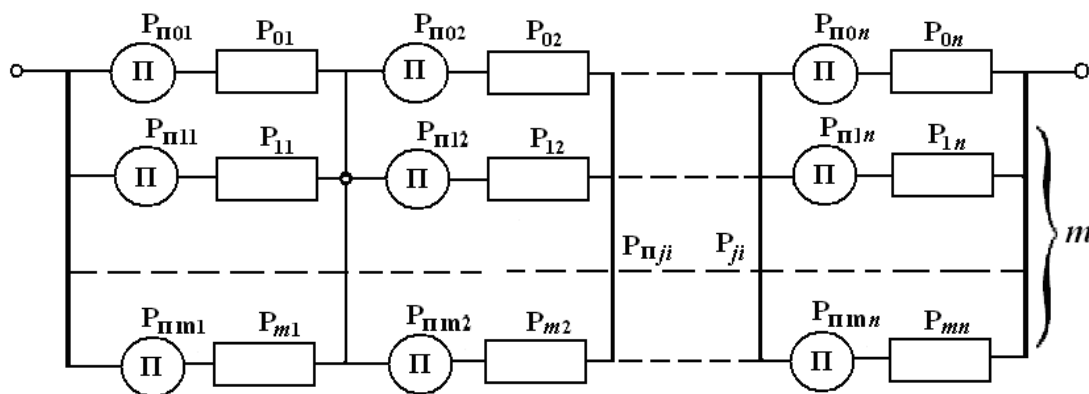 Pп01 P01 Pп02 P02 Pп0n P0n
П П П
Pп11 P11 Pп12 P12 Pп1n P1n
П П П
m
Pпji Pji
Pпm1 Pm1 Pпm2 Pm2 Pпmn Pmn
П П П